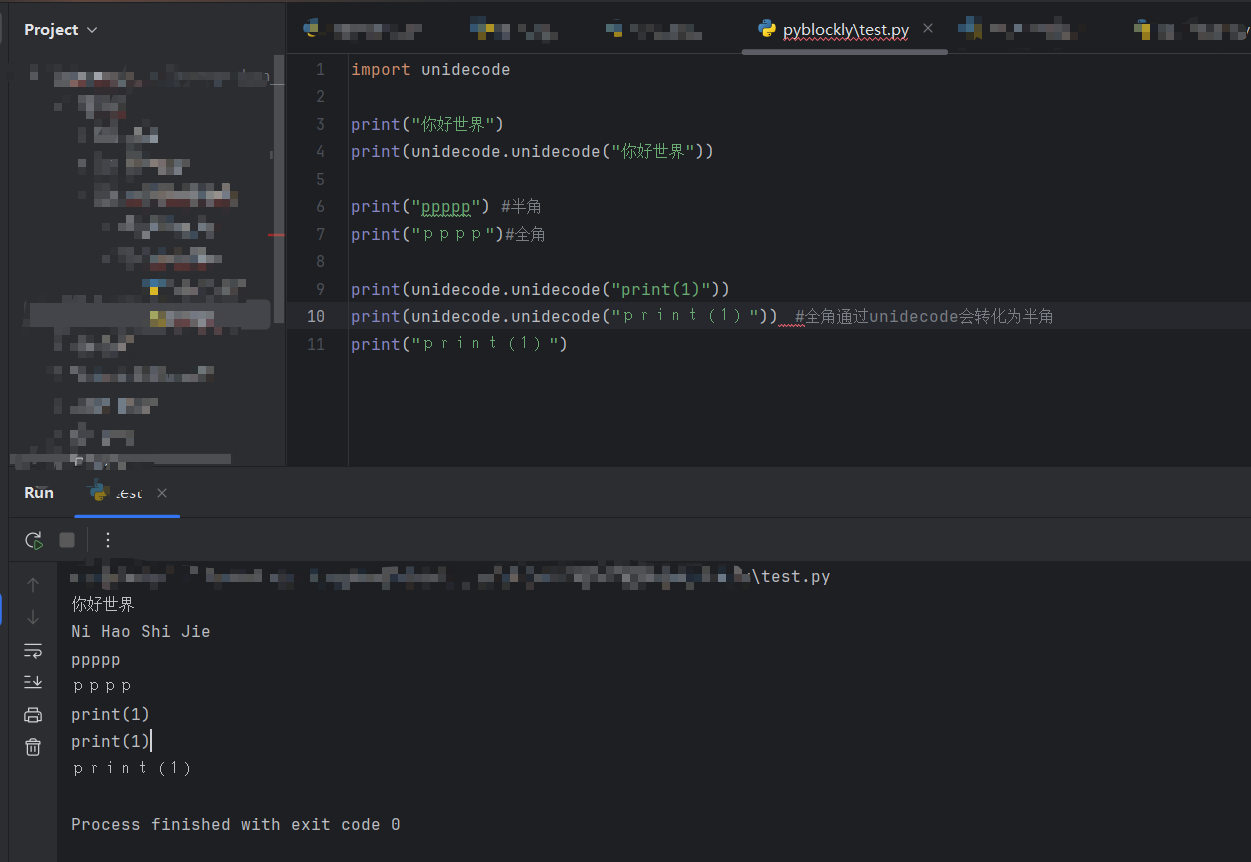 Project
pyblockly\test.py
1 import unidecode
2
3 print("你好世界")
4 print(unidecode.unidecode("你好世界"))
5
6 print("ppppp") #半角
7 print("pppp")#全角
8
9 print(unidecode.unidecode("print(1)"))
10 print(unidecode.unidecode("print(1)")) #全角通过unidecode会转化为半角
11 print("print(1)")
Run
test
\test.py
你好世界
Ni Hao Shi Jie
ppppp
pppp
print(1)
print(1)
print(1)
Process finished with exit code 0